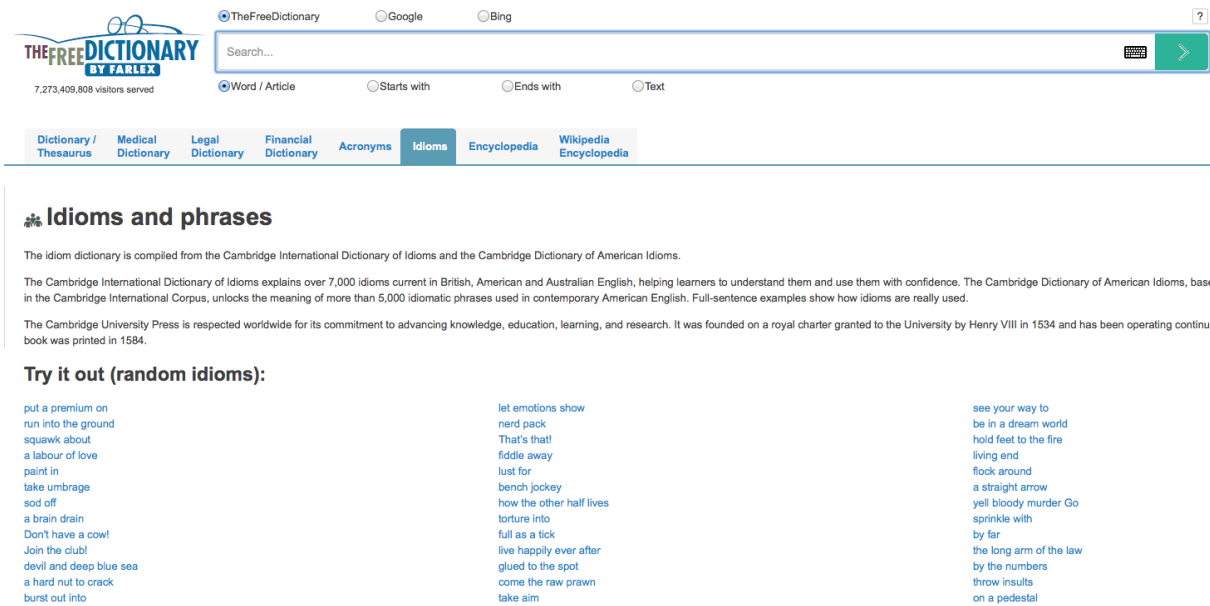 TheFreeDictionary Google Bing
?
THEFREEDICTIONARY
BY FARLEX
Search...
7,273,409,808 visitors served
Word / Article Starts with Ends with Text
Dictionary / Thesaurus Medical Dictionary Legal Dictionary Financial Dictionary Acronyms Idioms Encyclopedia Wikipedia Encyclopedia
Idioms and phrases
The idiom dictionary is compiled from the Cambridge International Dictionary of Idioms and the Cambridge Dictionary of American Idioms.
The Cambridge International Dictionary of Idioms explains over 7,000 idioms current in British, American and Australian English, helping learners to understand them and use them with confidence. The Cambridge Dictionary of American Idioms, base
in the Cambridge International Corpus, unlocks the meaning of more than 5,000 idiomatic phrases used in contemporary American English. Full-sentence examples show how idioms are really used.
The Cambridge University Press is respected worldwide for its commitment to advancing knowledge, education, learning, and research. It was founded on a royal charter granted to the University by Henry VIII in 1534 and has been operating continu
book was printed in 1584.
Try it out (random idioms):
put a premium on
run into the ground
squawk about
a labour of love
paint in
take umbrage
sod off
a brain drain
Don't have a cow!
Join the club!
devil and deep blue sea
a hard nut to crack
burst out into
let emotions show
nerd pack
That's that!
fiddle away
lust for
bench jockey
how the other half lives
torture into
full as a tick
live happily ever after
glued to the spot
come the raw prawn
take aim
see your way to
be in a dream world
hold feet to the fire
living end
flock around
a straight arrow
yell bloody murder Go
sprinkle with
by far
the long arm of the law
by the numbers
throw insults
on a pedestal